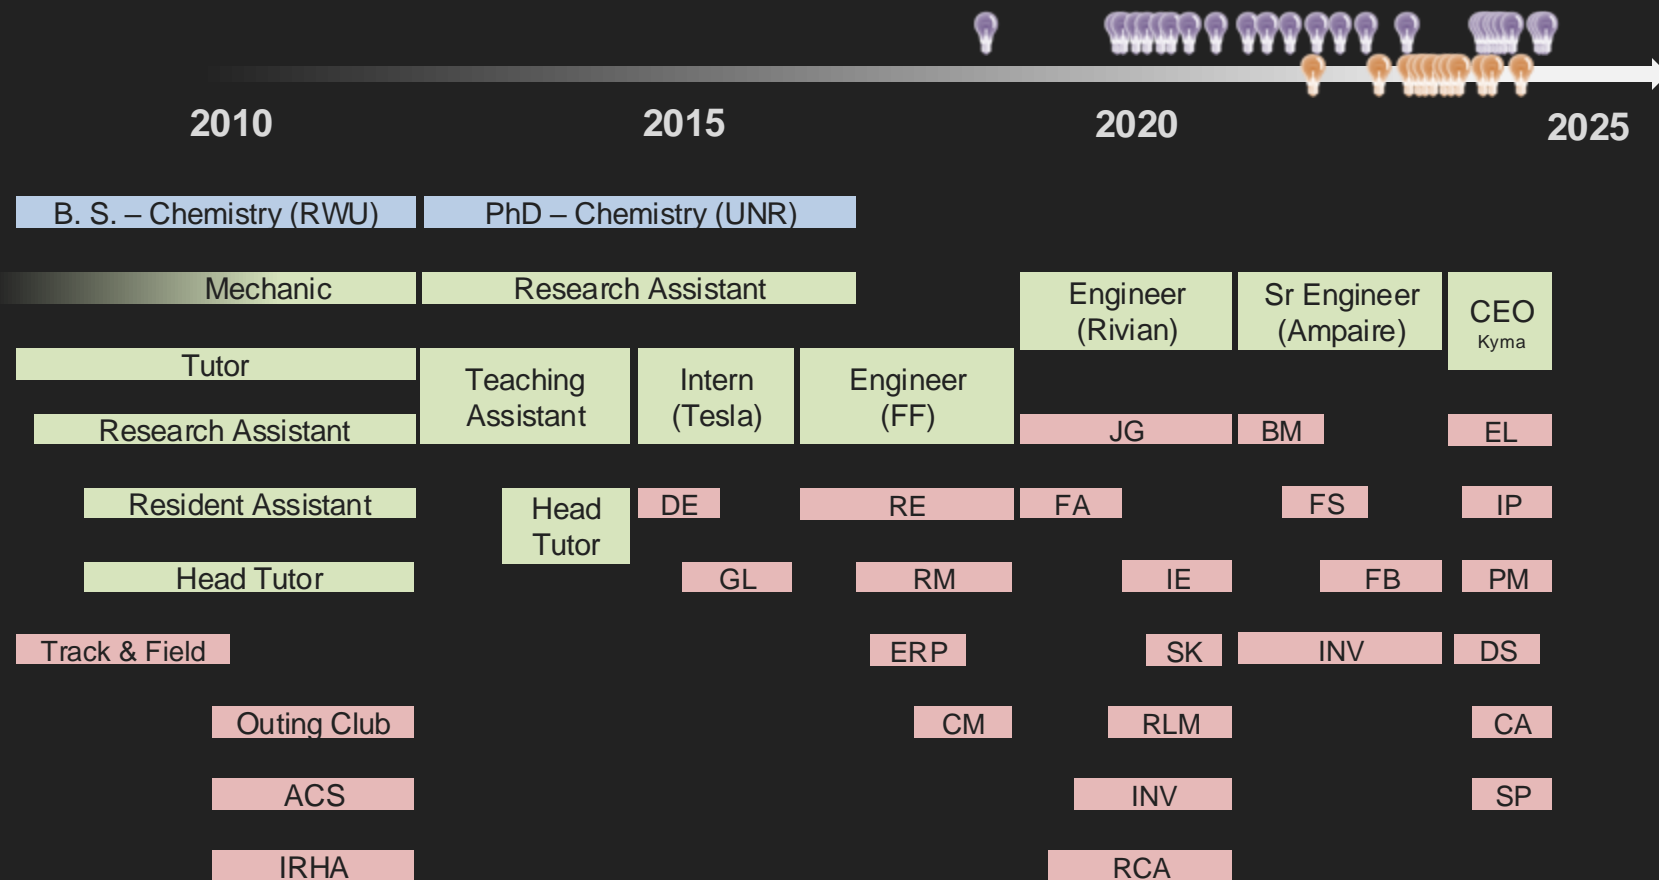 2010
2015
2020
2025
B. S. – Chemistry (RWU)
PhD – Chemistry (UNR)
Mechanic
Research Assistant
Engineer
(Rivian)
Sr Engineer
(Ampaire)
CEO
Kyma
Tutor
Teaching
Assistant
Intern
(Tesla)
Engineer
(FF)
Research Assistant
JG
BM
EL
Resident Assistant
Head
Tutor
DE
RE
FA
FS
IP
Head Tutor
GL
RM
IE
FB
PM
Track & Field
ERP
SK
INV
DS
Outing Club
CM
RLM
CA
ACS
INV
SP
IRHA
RCA